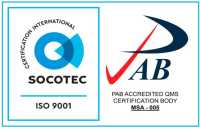 CERTIFICATION INTERNATIONAL
SOCOTEC
ISO 9001
PAB
PAB ACCREDITED QMS
CERTIFICATION BODY
MSA - 005